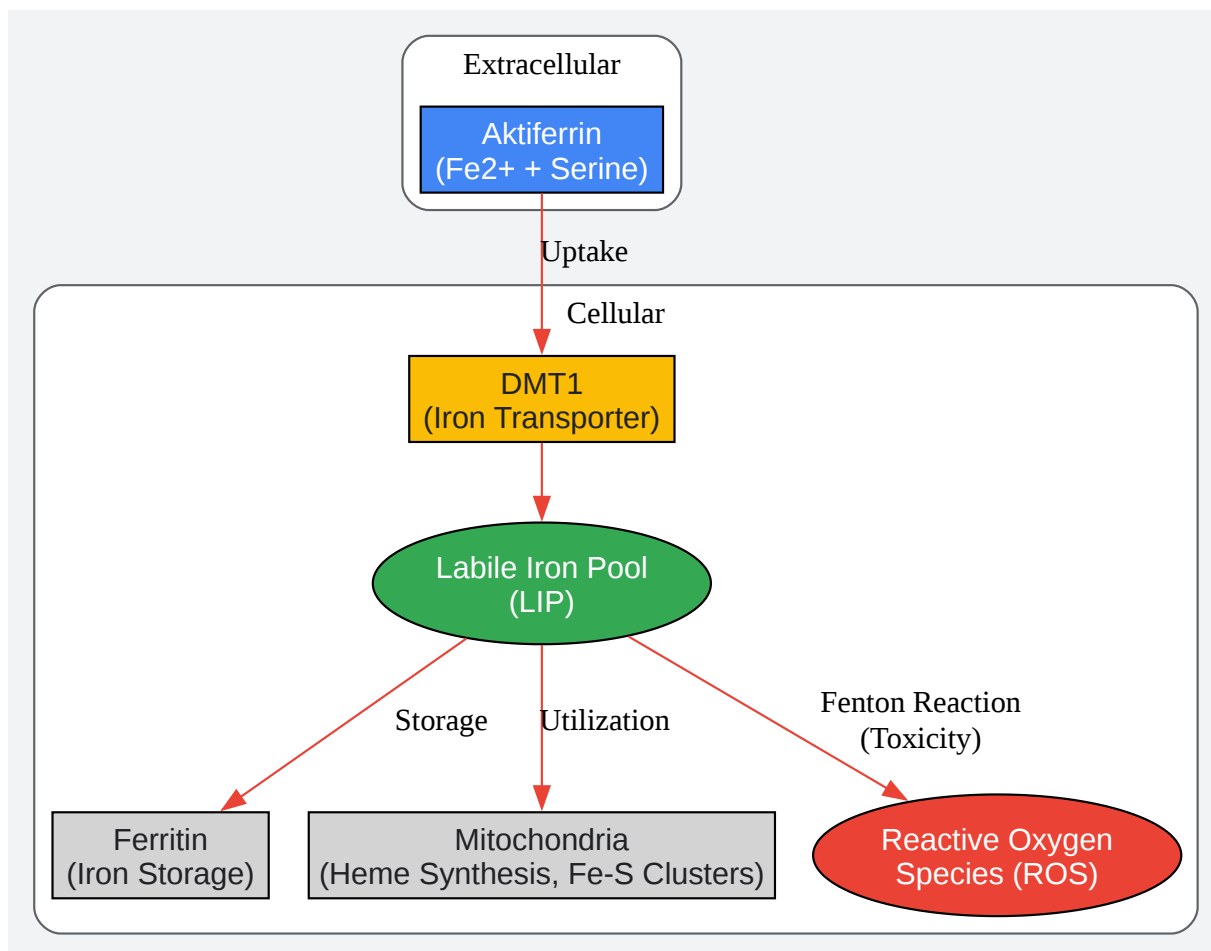 Extracellular
Aktiferrin
(Fe2+ + Serine)
Uptake
Cellular
DMT1
(Iron Transporter)
Labile Iron Pool
(LIP)
Storage
Utilization
Fenton Reaction
(Toxicity)
Ferritin
(Iron Storage)
Mitochondria
(Heme Synthesis, Fe-S Clusters)
Reactive Oxygen
Species (ROS)